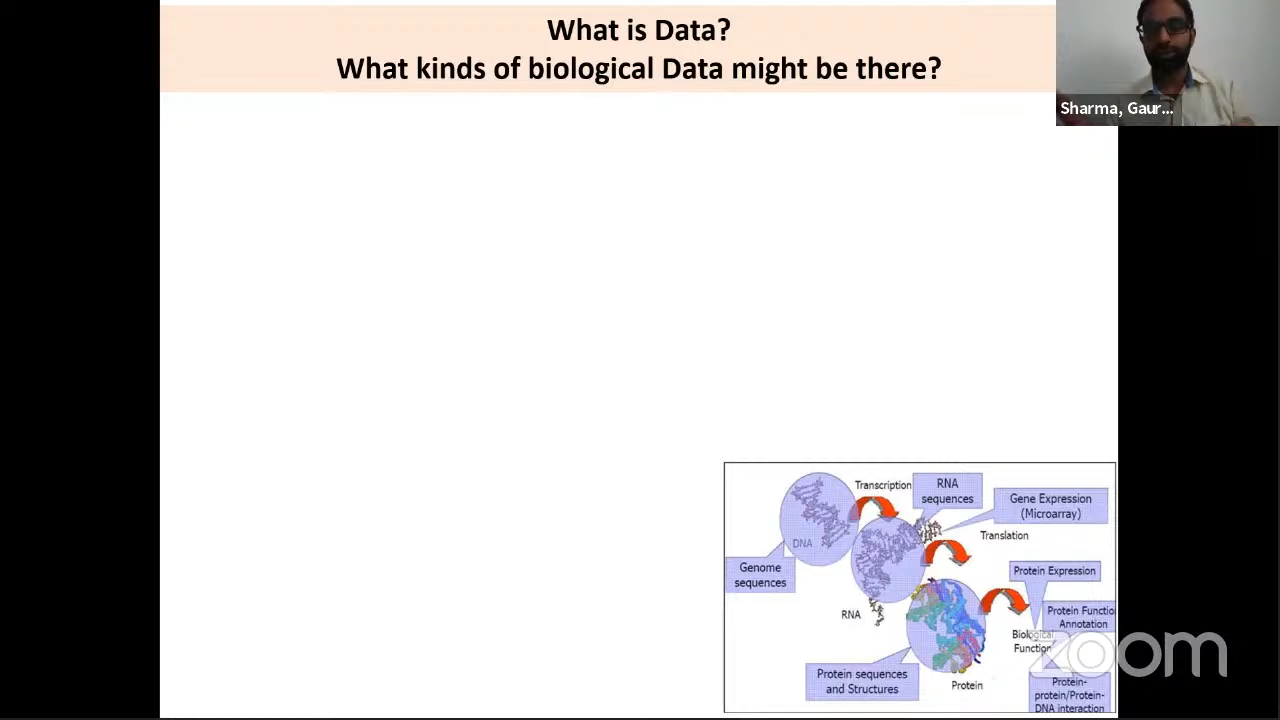 What is Data?
What kinds of biological Data might be there?
Sharma, Gaur...
Transcription
RNA
sequences
Gene Expression
(Microarray)
DNA
Translation
Genome
sequences
Protein Expression
RNA
Protein Functio
Annotation
Biological
Function
zoom
Protein sequences
and Structures
Protein
Protein-
protein/Protein-
DNA interaction